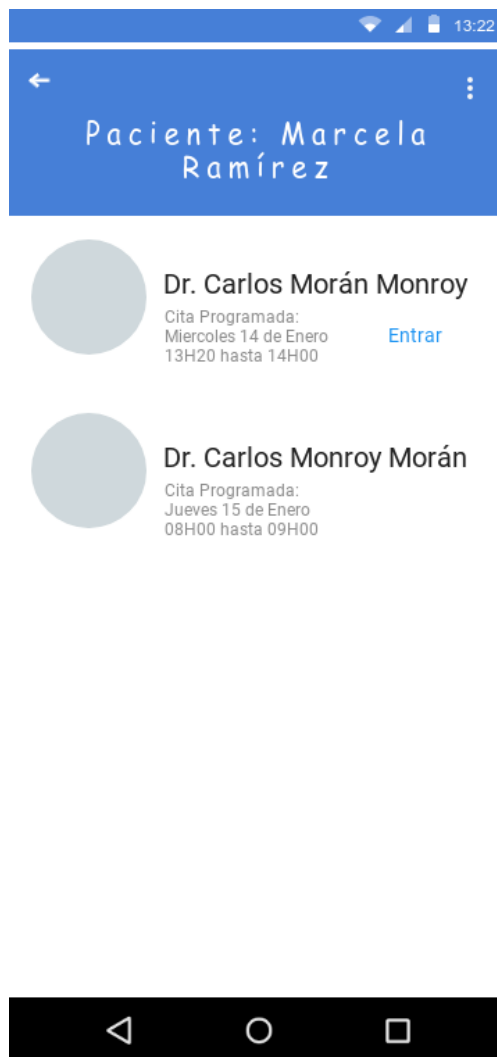 13:22
Paciente: Marcela
Ramírez
Dr. Carlos Morán Monroy
Cita Programada:
Miercoles 14 de Enero
Entrar
13H20 hasta 14H00
Dr. Carlos Monroy Morán
Cita Programada:
Jueves 15 de Enero
08H00 hasta 09H00